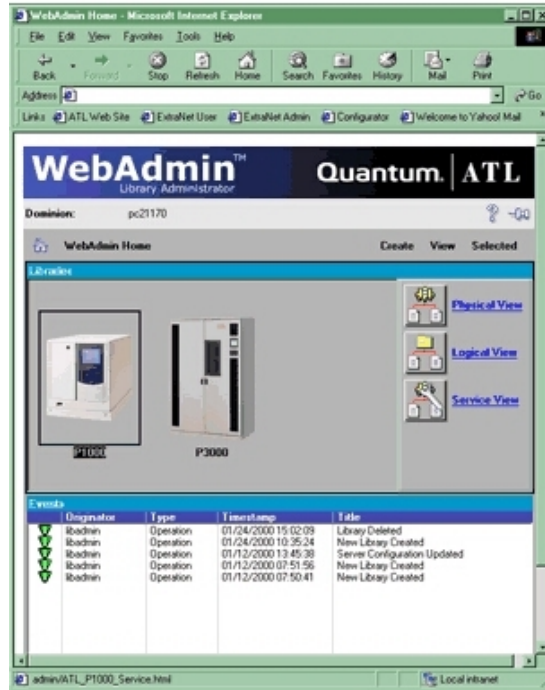 WebAdmin Home - Microsoft Internet Explorer
File Edit View Favorites Tools Help
Back Forward Stop Refresh Home Search Favorites History Mail Print
Address Go
Links ATL Web Site ExtraNet User ExtraNet Admin Configurator Welcome to Yahoo! Mail
WebAdmin™ Quantum. ATL
Library Administrator
Dominion: pc21170
WebAdmin Home Create View Selected
Libraries
Physical View
Logical View
Service View
P1000 P3000
Events
Originator Type Timestamp Title
libadmin Operation 01/24/2000 15:02:09 Library Deleted
libadmin Operation 01/24/2000 10:35:24 New Library Created
libadmin Operation 01/12/2000 13:45:38 Server Configuration Updated
libadmin Operation 01/12/2000 07:51:56 New Library Created
libadmin Operation 01/12/2000 07:50:41 New Library Created
admin/ATL_P1000_Service.html Local intranet